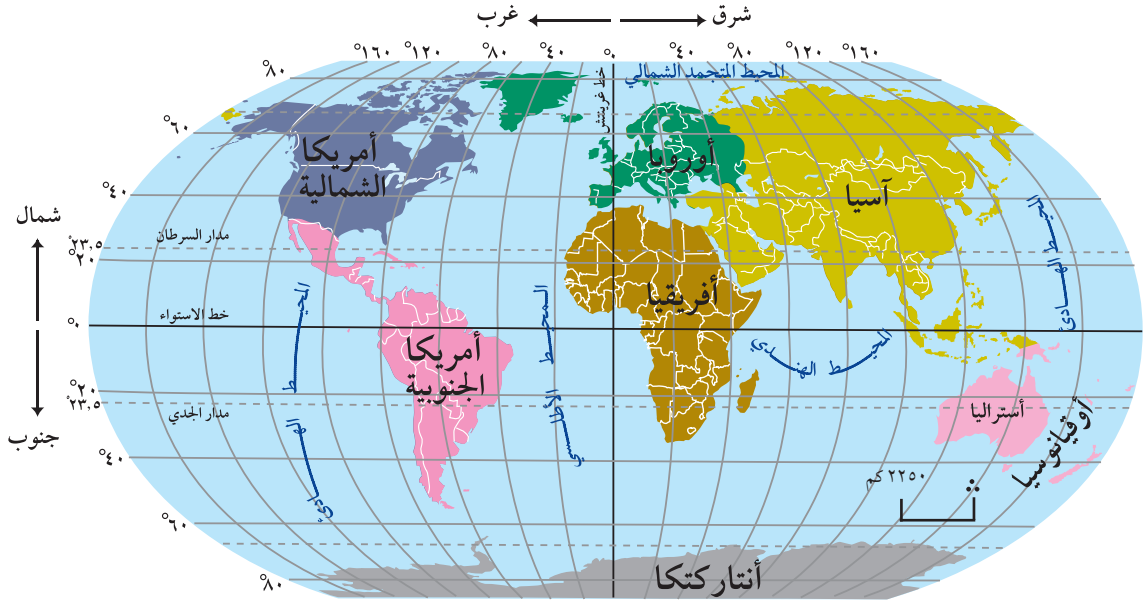 غرب
شرق
°١٦٠ °١٢٠ °٨٠ °٤٠ °٠ °٤٠ °٨٠ °١٢٠ °١٦٠
المحيط المتجمد الشمالي
خط غرينتش
°٨٠
°٦٠
°٤٠
شمال
°٢٣,٥
°٢٠
°٠
°٢٠
°٢٣,٥
جنوب
°٤٠
°٦٠
°٨٠
مدار السرطان
خط الاستواء
مدار الجدي
أمريكا
الشمالية
أوروبا
آسيا
أفريقيا
أمريكا
الجنوبية
المحيط
الهادي
المحيط
الأطلسي
المحيط الهندي
المحيط الهادئ
أستراليا
أوقيانوسيا
٢٢٥٠ كم
٠
أنتاركتكا